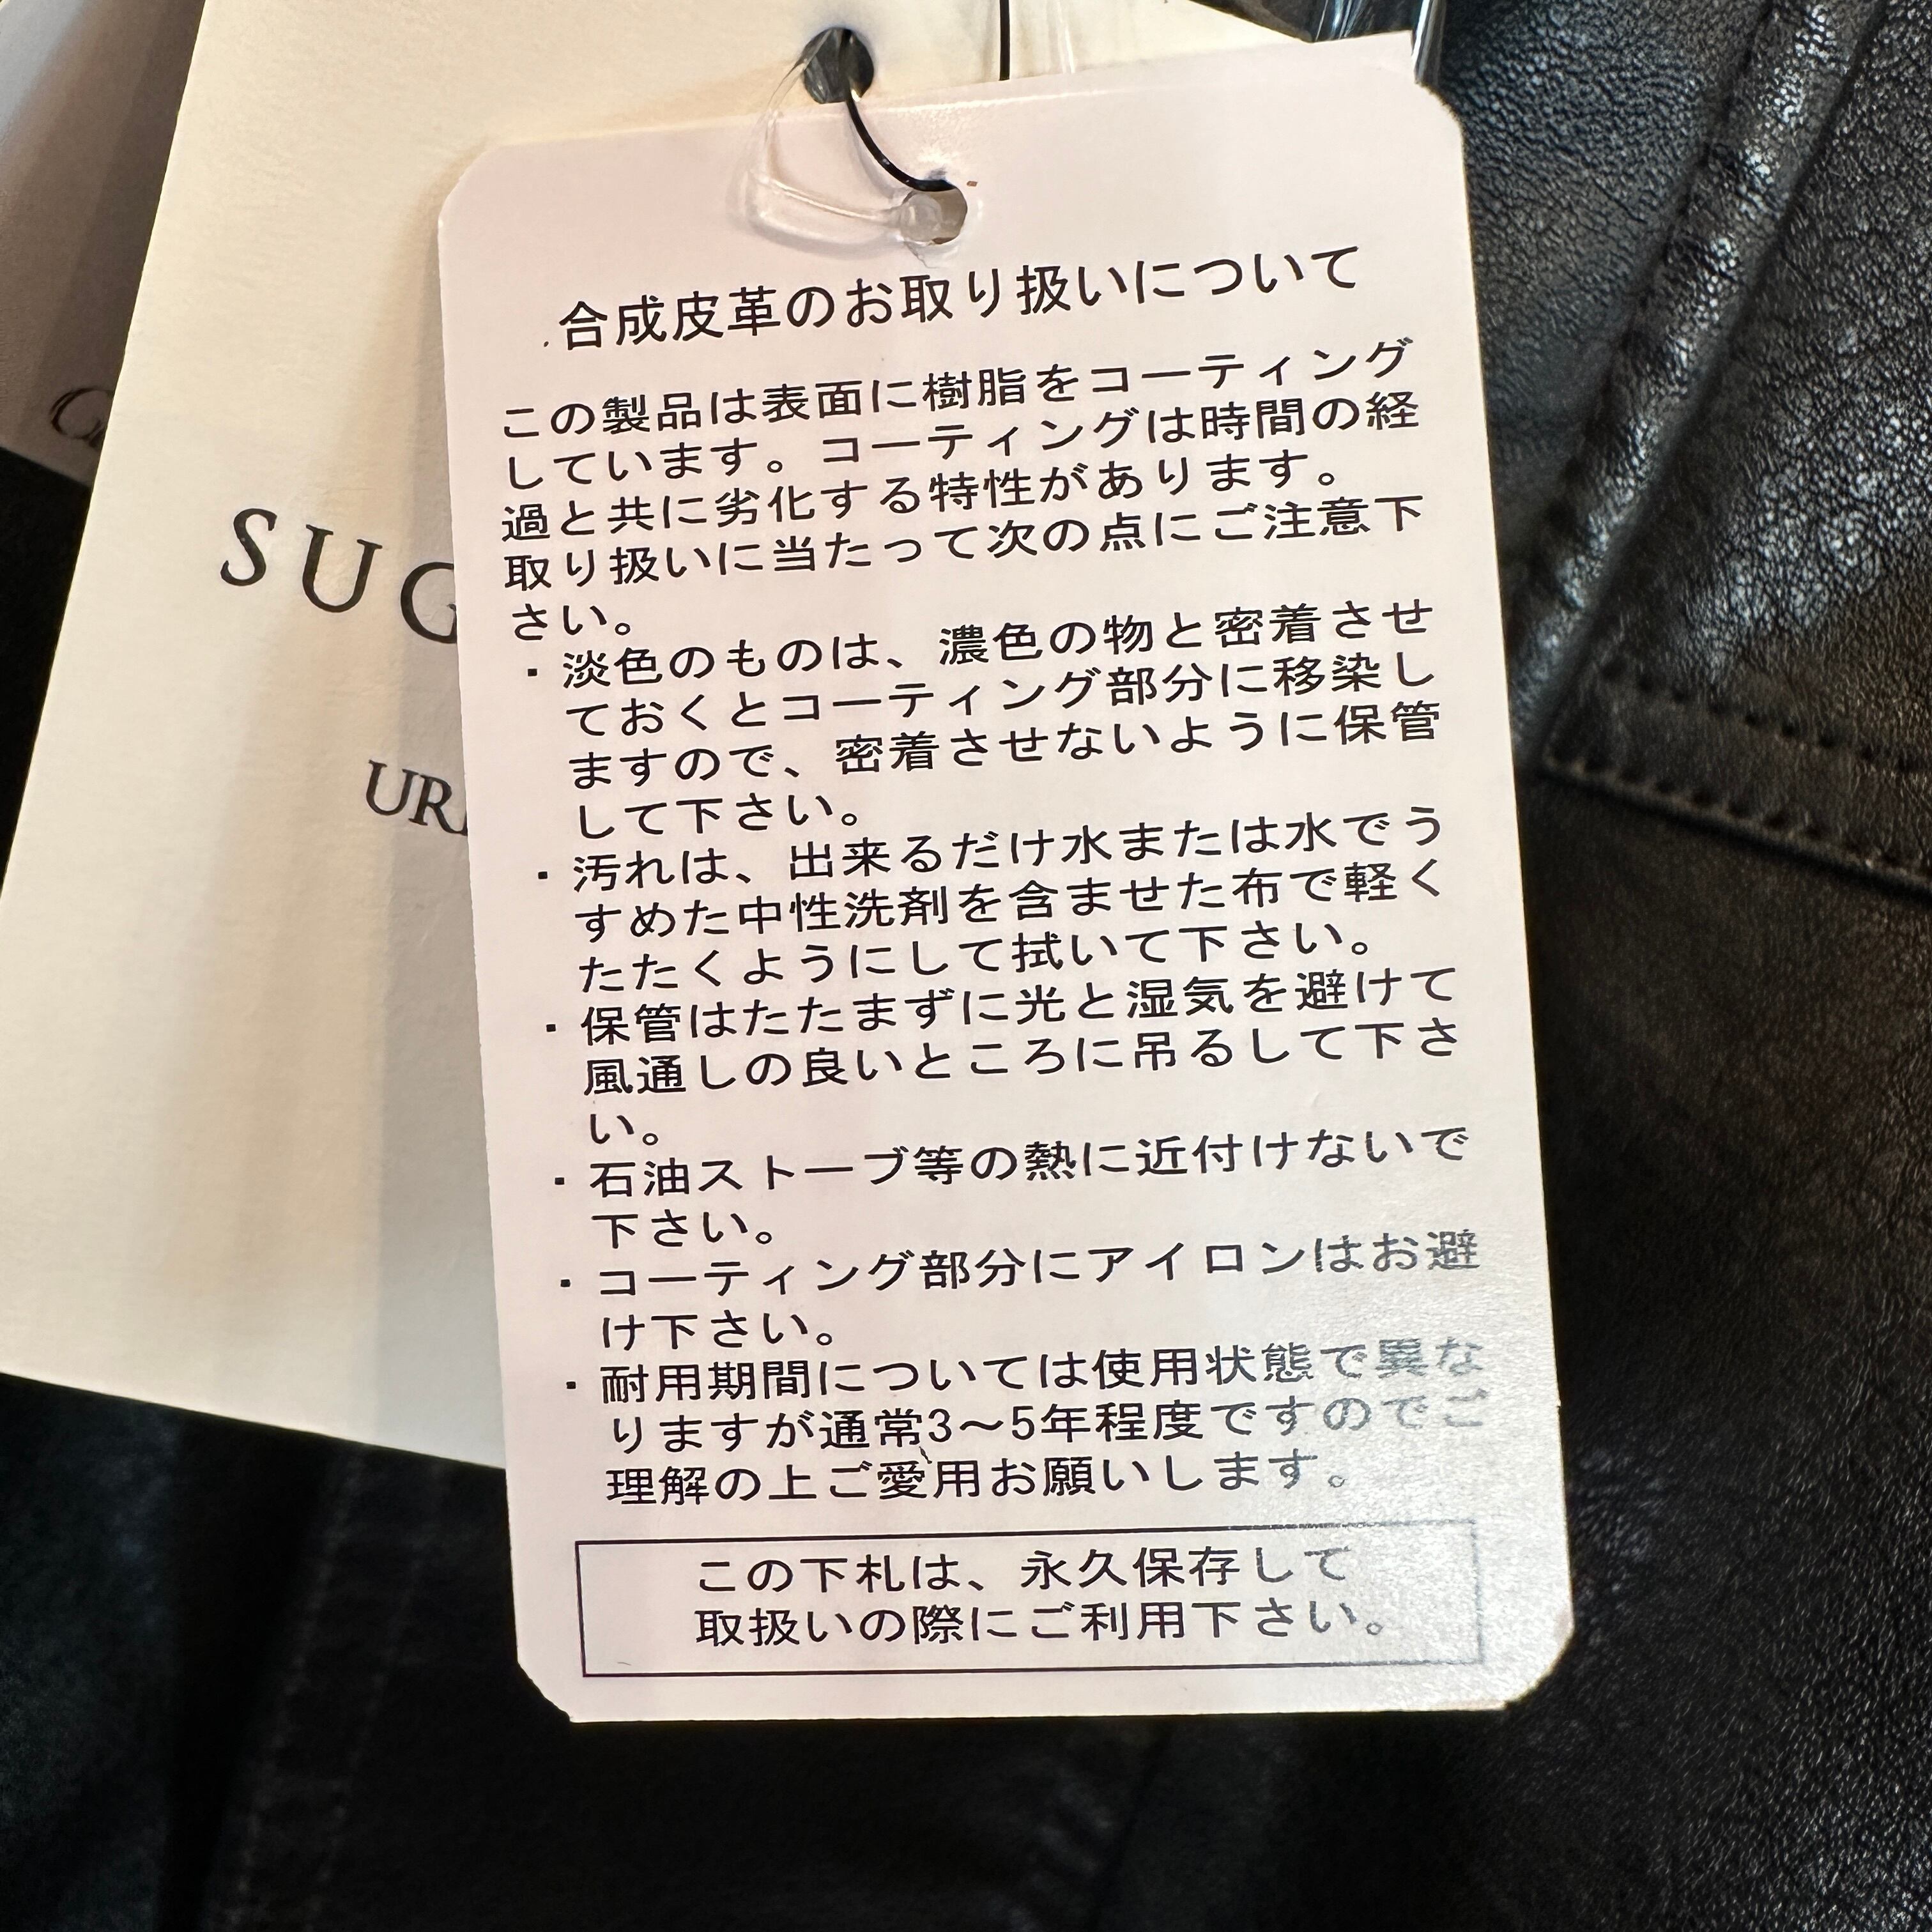 合成皮革のお取り扱いについて
この製品は表面に樹脂をコーティング
しています。コーティングは時間の経
過と共に劣化する特性があります。
取り扱いに当たって次の点にご注意下
さい。
・淡色のものは、濃色の物と密着させ
ておくとコーティング部分に移染し
ますので、密着させないように保管
して下さい。
・汚れは、出来るだけ水または水でう
すめた中性洗剤を含ませた布で軽く
たたくようにして拭いて下さい。
・保管はたたまずに光と湿気を避けて
風通しの良いところに吊るして下さ
い。
・石油ストーブ等の熱に近付けないで
下さい。
・コーティング部分にアイロンはお避
け下さい。
・耐用期間については使用状態で異な
りますが通常3～5年程度ですのでご
理解の上ご愛用お願いします。
この下札は、永久保存して
取扱いの際にご利用下さい。
SUG
UR